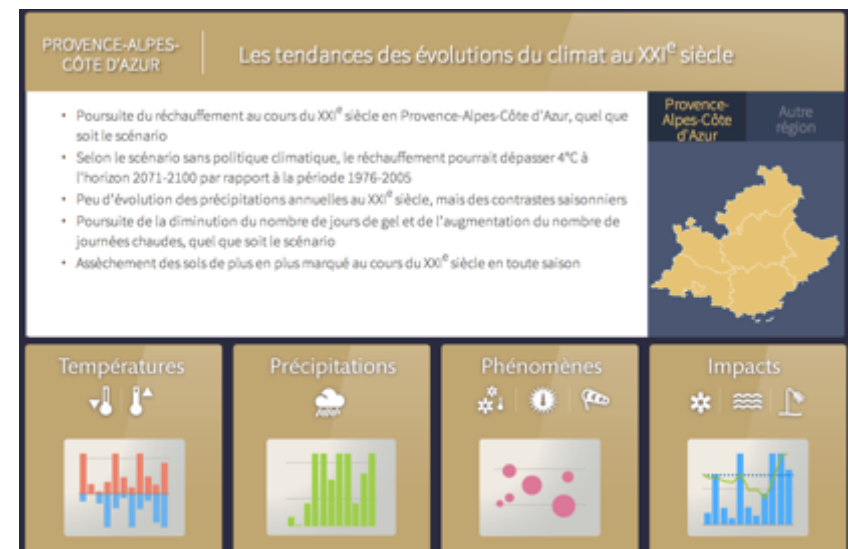 PROVENCE-ALPES-
CÔTE D'AZUR
Les tendances des évolutions du climat au XXIe siècle
• Poursuite du réchauffement au cours du XXIe siècle en Provence-Alpes-Côte d'Azur, quel que
soit le scénario
• Selon le scénario sans politique climatique, le réchauffement pourrait dépasser 4°C à
l'horizon 2071-2100 par rapport à la période 1976-2005
• Peu d'évolution des précipitations annuelles au XXIe siècle, mais des contrastes saisonniers
• Poursuite de la diminution du nombre de jours de gel et de l'augmentation du nombre de
journées chaudes, quel que soit le scénario
• Assèchement des sols de plus en plus marqué au cours du XXIe siècle en toute saison
Provence-
Alpes-Côte
d'Azur
Autre
région
Températures
Précipitations
Phénomènes
Impacts